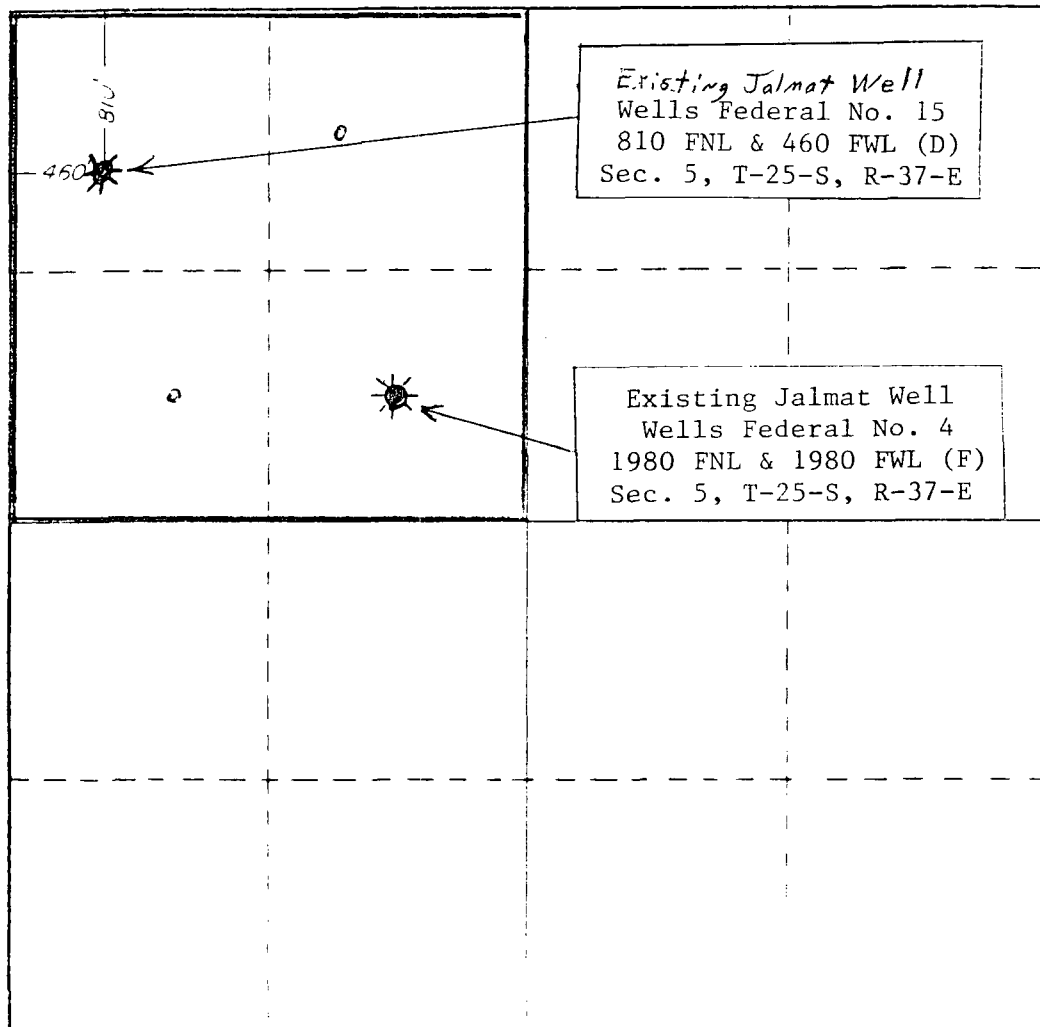 810'
460
Existing Jalmat Well
Wells Federal No. 15
810 FNL & 460 FWL (D)
Sec. 5, T-25-S, R-37-E
Existing Jalmat Well
Wells Federal No. 4
1980 FNL & 1980 FWL (F)
Sec. 5, T-25-S, R-37-E